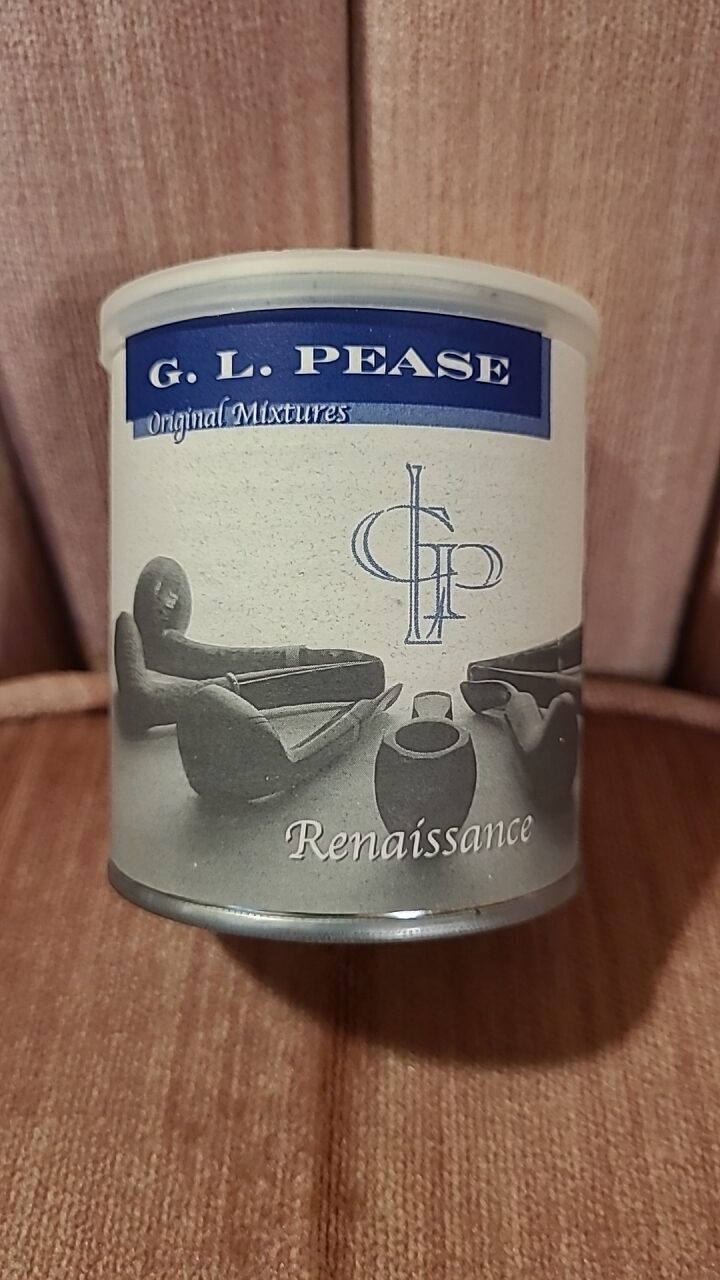 G. L. PEASE
Original Mixtures
GLP
Renaissance